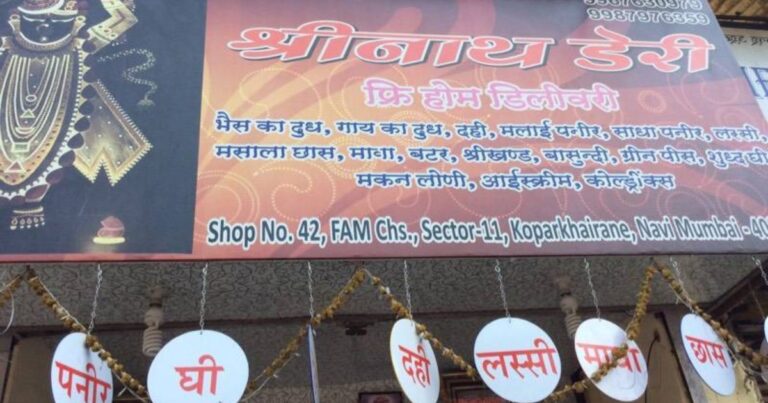 9987976359
श्रीनाथ डेरी
फ्रि होम डिलीवरी
भैस का दुध, गाय का दुध, दही, मलाई पनीर, साधा पनीर, लस्सी,
मसाला छास, मावा, बटर, श्रीखण्ड, बासुन्दी, ग्रीन पीस, शुध्द घी
मकन लोणी, आईस्क्रीम, कोल्ड्रींक्स
Shop No. 42, FAM Chs., Sector-11, Koparkhairane, Navi Mumbai - 40
पनीर
घी
दही
लस्सी
मावा
छास